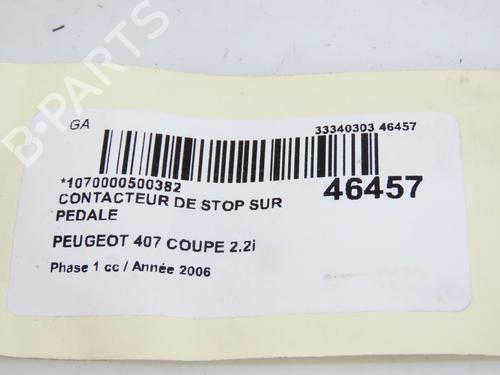 GA
33340303 46457
*1070000500382
46457
CONTACTEUR DE STOP SUR
PEDALE
PEUGEOT 407 COUPE 2.2i
Phase 1 cc / Année 2006
B-PARTS